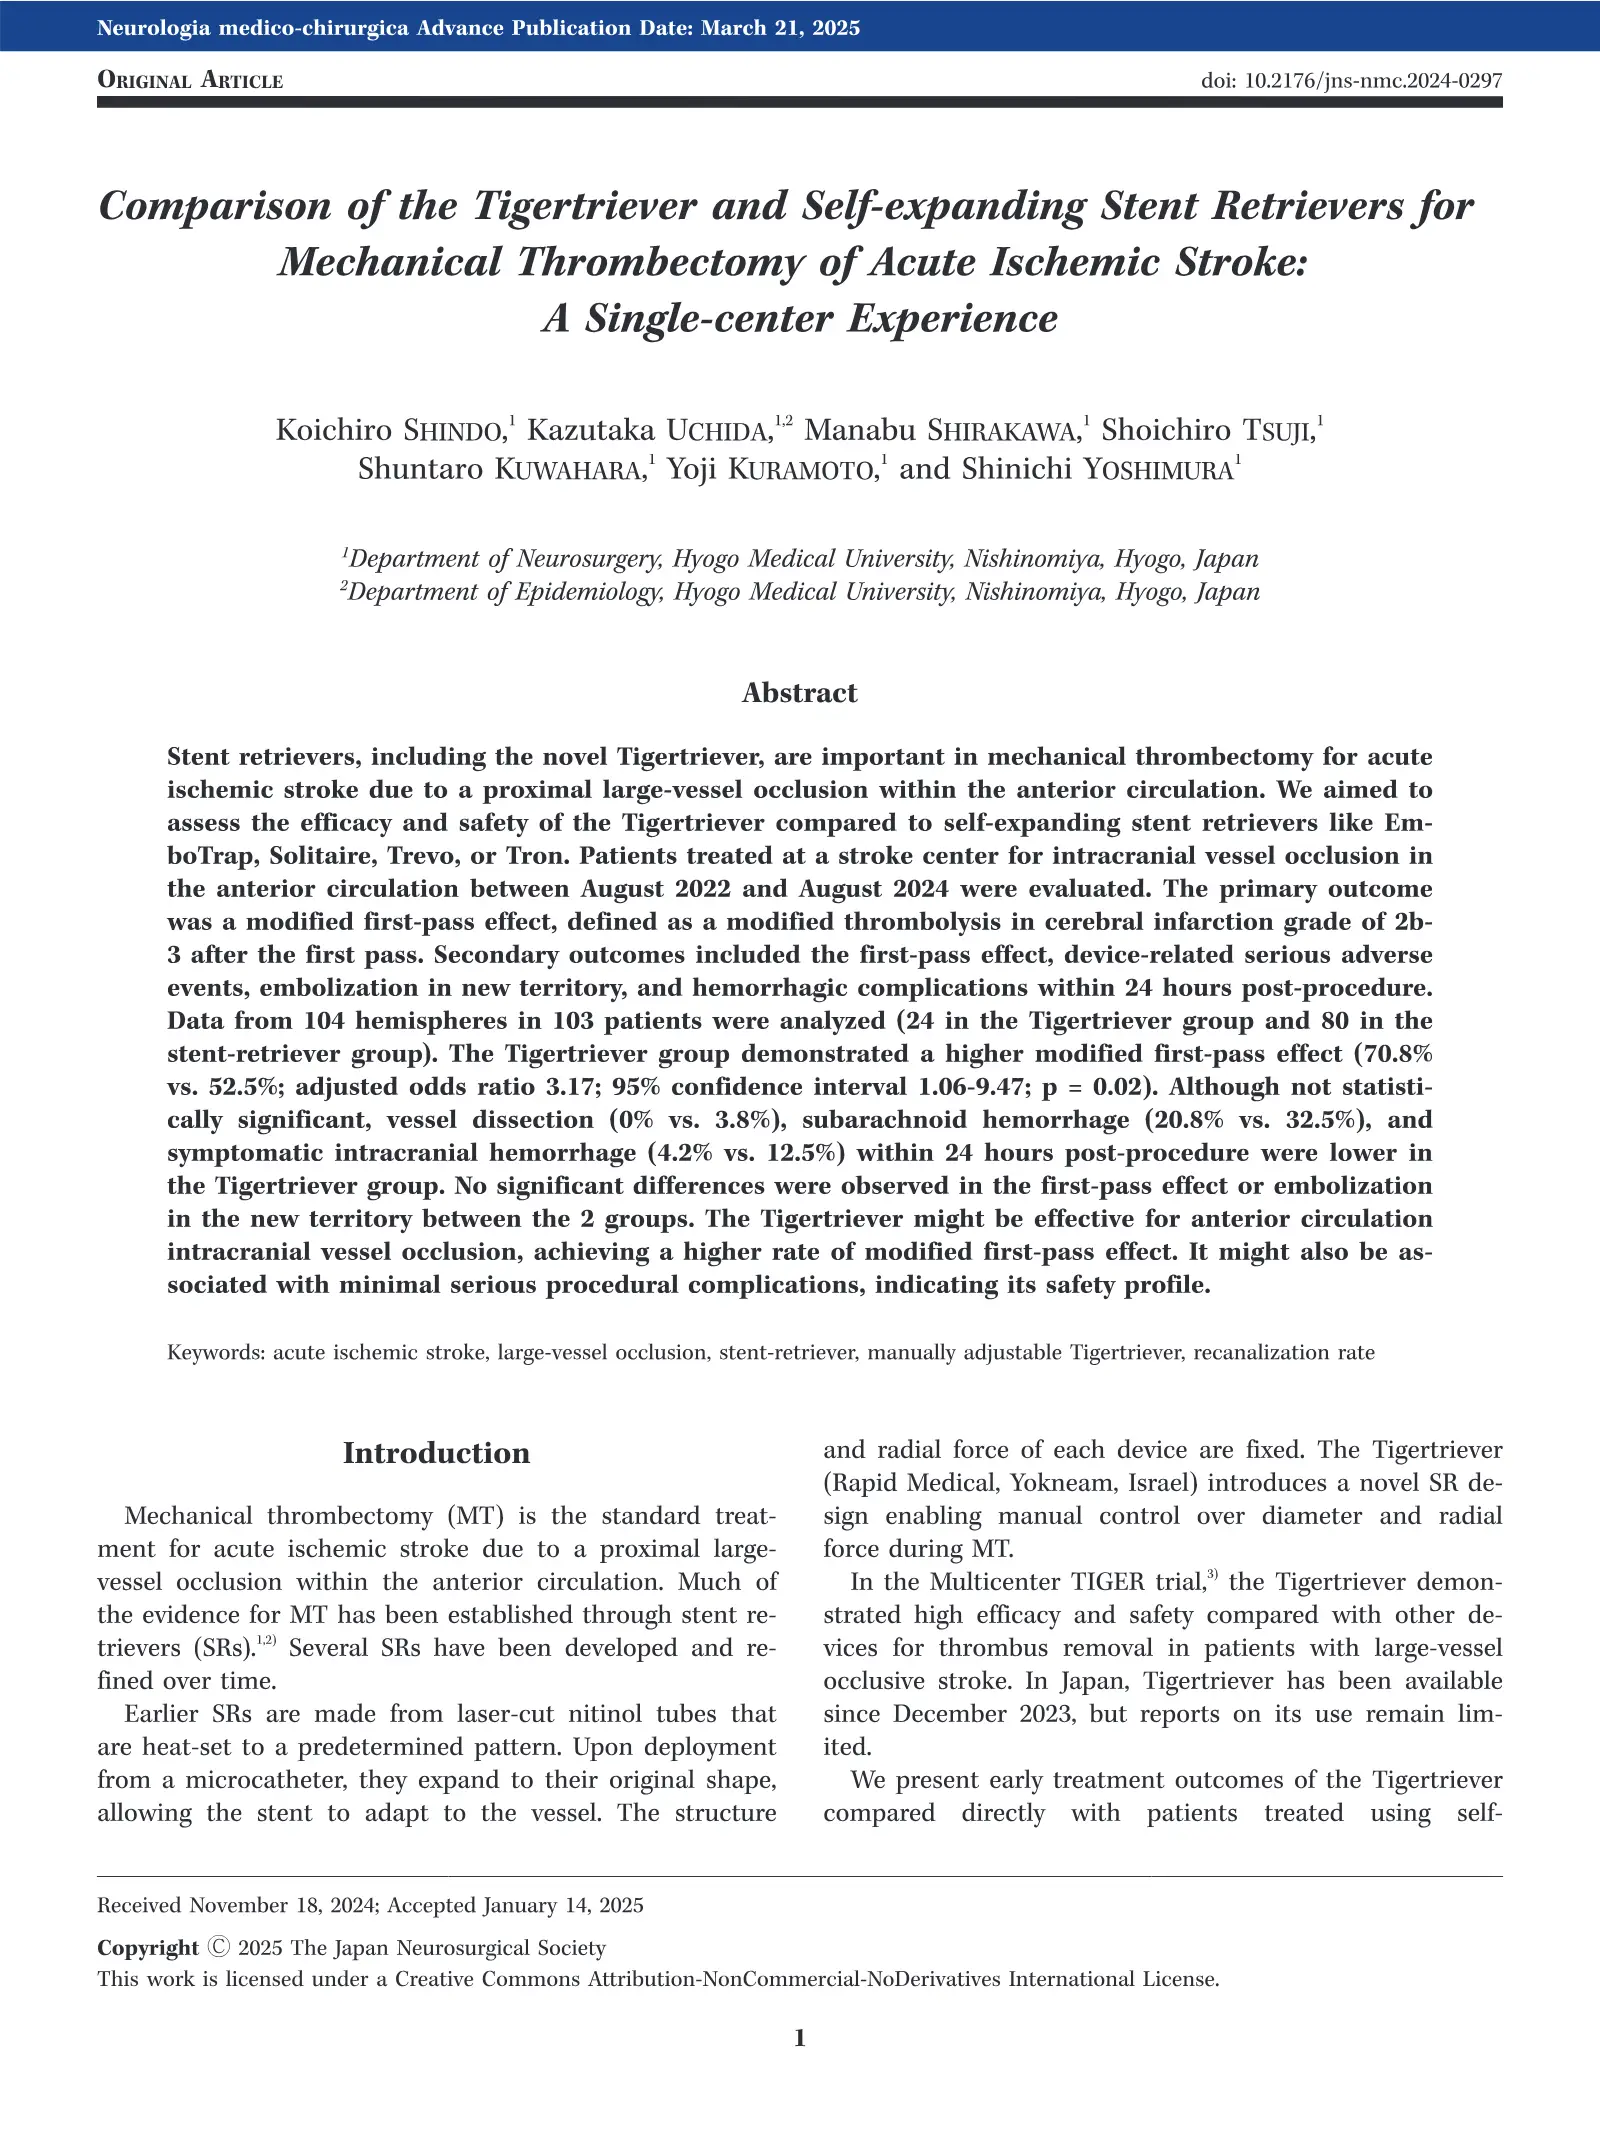 Neurologia medico-chirurgica Advance Publication Date: March 21, 2025
ORIGINAL ARTICLE
doi: 10.2176/jns-nmc.2024-0297
Comparison of the Tigertriever and Self-expanding Stent Retrievers for
Mechanical Thrombectomy of Acute Ischemic Stroke:
A Single-center Experience
Koichiro SHINDO,1 Kazutaka UCHIDA,1,2 Manabu SHIRAKAWA,1 Shoichiro TSUJI,1
Shuntaro KUWAHARA,1 Yoji KURAMOTO,1 and Shinichi YOSHIMURA1
1Department of Neurosurgery, Hyogo Medical University, Nishinomiya, Hyogo, Japan
2Department of Epidemiology, Hyogo Medical University, Nishinomiya, Hyogo, Japan
Abstract
Stent retrievers, including the novel Tigertriever, are important in mechanical thrombectomy for acute
ischemic stroke due to a proximal large-vessel occlusion within the anterior circulation. We aimed to
assess the efficacy and safety of the Tigertriever compared to self-expanding stent retrievers like Em-
boTrap, Solitaire, Trevo, or Tron. Patients treated at a stroke center for intracranial vessel occlusion in
the anterior circulation between August 2022 and August 2024 were evaluated. The primary outcome
was a modified first-pass effect, defined as a modified thrombolysis in cerebral infarction grade of 2b-
3 after the first pass. Secondary outcomes included the first-pass effect, device-related serious adverse
events, embolization in new territory, and hemorrhagic complications within 24 hours post-procedure.
Data from 104 hemispheres in 103 patients were analyzed (24 in the Tigertriever group and 80 in the
stent-retriever group). The Tigertriever group demonstrated a higher modified first-pass effect (70.8%
vs. 52.5%; adjusted odds ratio 3.17; 95% confidence interval 1.06-9.47; p = 0.02). Although not statisti-
cally significant, vessel dissection (0% vs. 3.8%), subarachnoid hemorrhage (20.8% vs. 32.5%), and
symptomatic intracranial hemorrhage (4.2% vs. 12.5%) within 24 hours post-procedure were lower in
the Tigertriever group. No significant differences were observed in the first-pass effect or embolization
in the new territory between the 2 groups. The Tigertriever might be effective for anterior circulation
intracranial vessel occlusion, achieving a higher rate of modified first-pass effect. It might also be as-
sociated with minimal serious procedural complications, indicating its safety profile.
Keywords: acute ischemic stroke, large-vessel occlusion, stent-retriever, manually adjustable Tigertriever, recanalization rate
Introduction
Mechanical thrombectomy (MT) is the standard treat-
ment for acute ischemic stroke due to a proximal large-
vessel occlusion within the anterior circulation. Much of
the evidence for MT has been established through stent re-
trievers (SRs).1,2) Several SRs have been developed and re-
fined over time.
Earlier SRs are made from laser-cut nitinol tubes that
are heat-set to a predetermined pattern. Upon deployment
from a microcatheter, they expand to their original shape,
allowing the stent to adapt to the vessel. The structure
and radial force of each device are fixed. The Tigertriever
(Rapid Medical, Yokneam, Israel) introduces a novel SR de-
sign enabling manual control over diameter and radial
force during MT.
In the Multicenter TIGER trial,3) the Tigertriever demon-
strated high efficacy and safety compared with other de-
vices for thrombus removal in patients with large-vessel
occlusive stroke. In Japan, Tigertriever has been available
since December 2023, but reports on its use remain lim-
ited.
We present early treatment outcomes of the Tigertriever
compared directly with patients treated using self-
Received November 18, 2024; Accepted January 14, 2025
Copyright Ⓒ 2025 The Japan Neurosurgical Society
This work is licensed under a Creative Commons Attribution-NonCommercial-NoDerivatives International License.
1